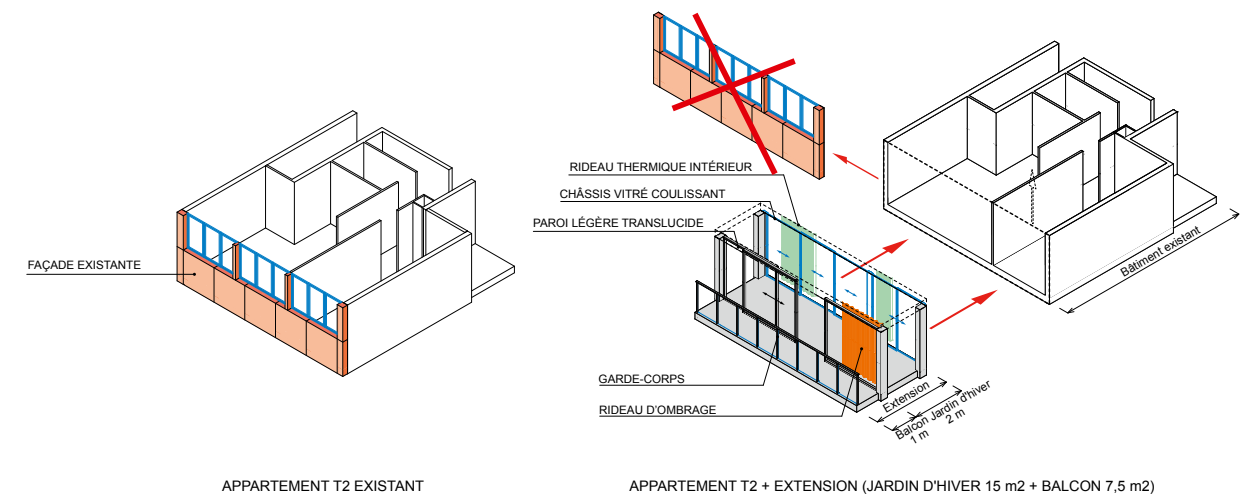 FAÇADE EXISTANTE
APPARTEMENT T2 EXISTANT
RIDEAU THERMIQUE INTÉRIEUR
CHÂSSIS VITRÉ COULISSANT
PAROI LÉGÈRE TRANSLUCIDE
GARDE-CORPS
RIDEAU D'OMBRAGE
Extension
Balcon
1 m
Jardin d'hiver
2 m
Bâtiment existant
APPARTEMENT T2 + EXTENSION (JARDIN D'HIVER 15 m2 + BALCON 7,5 m2)